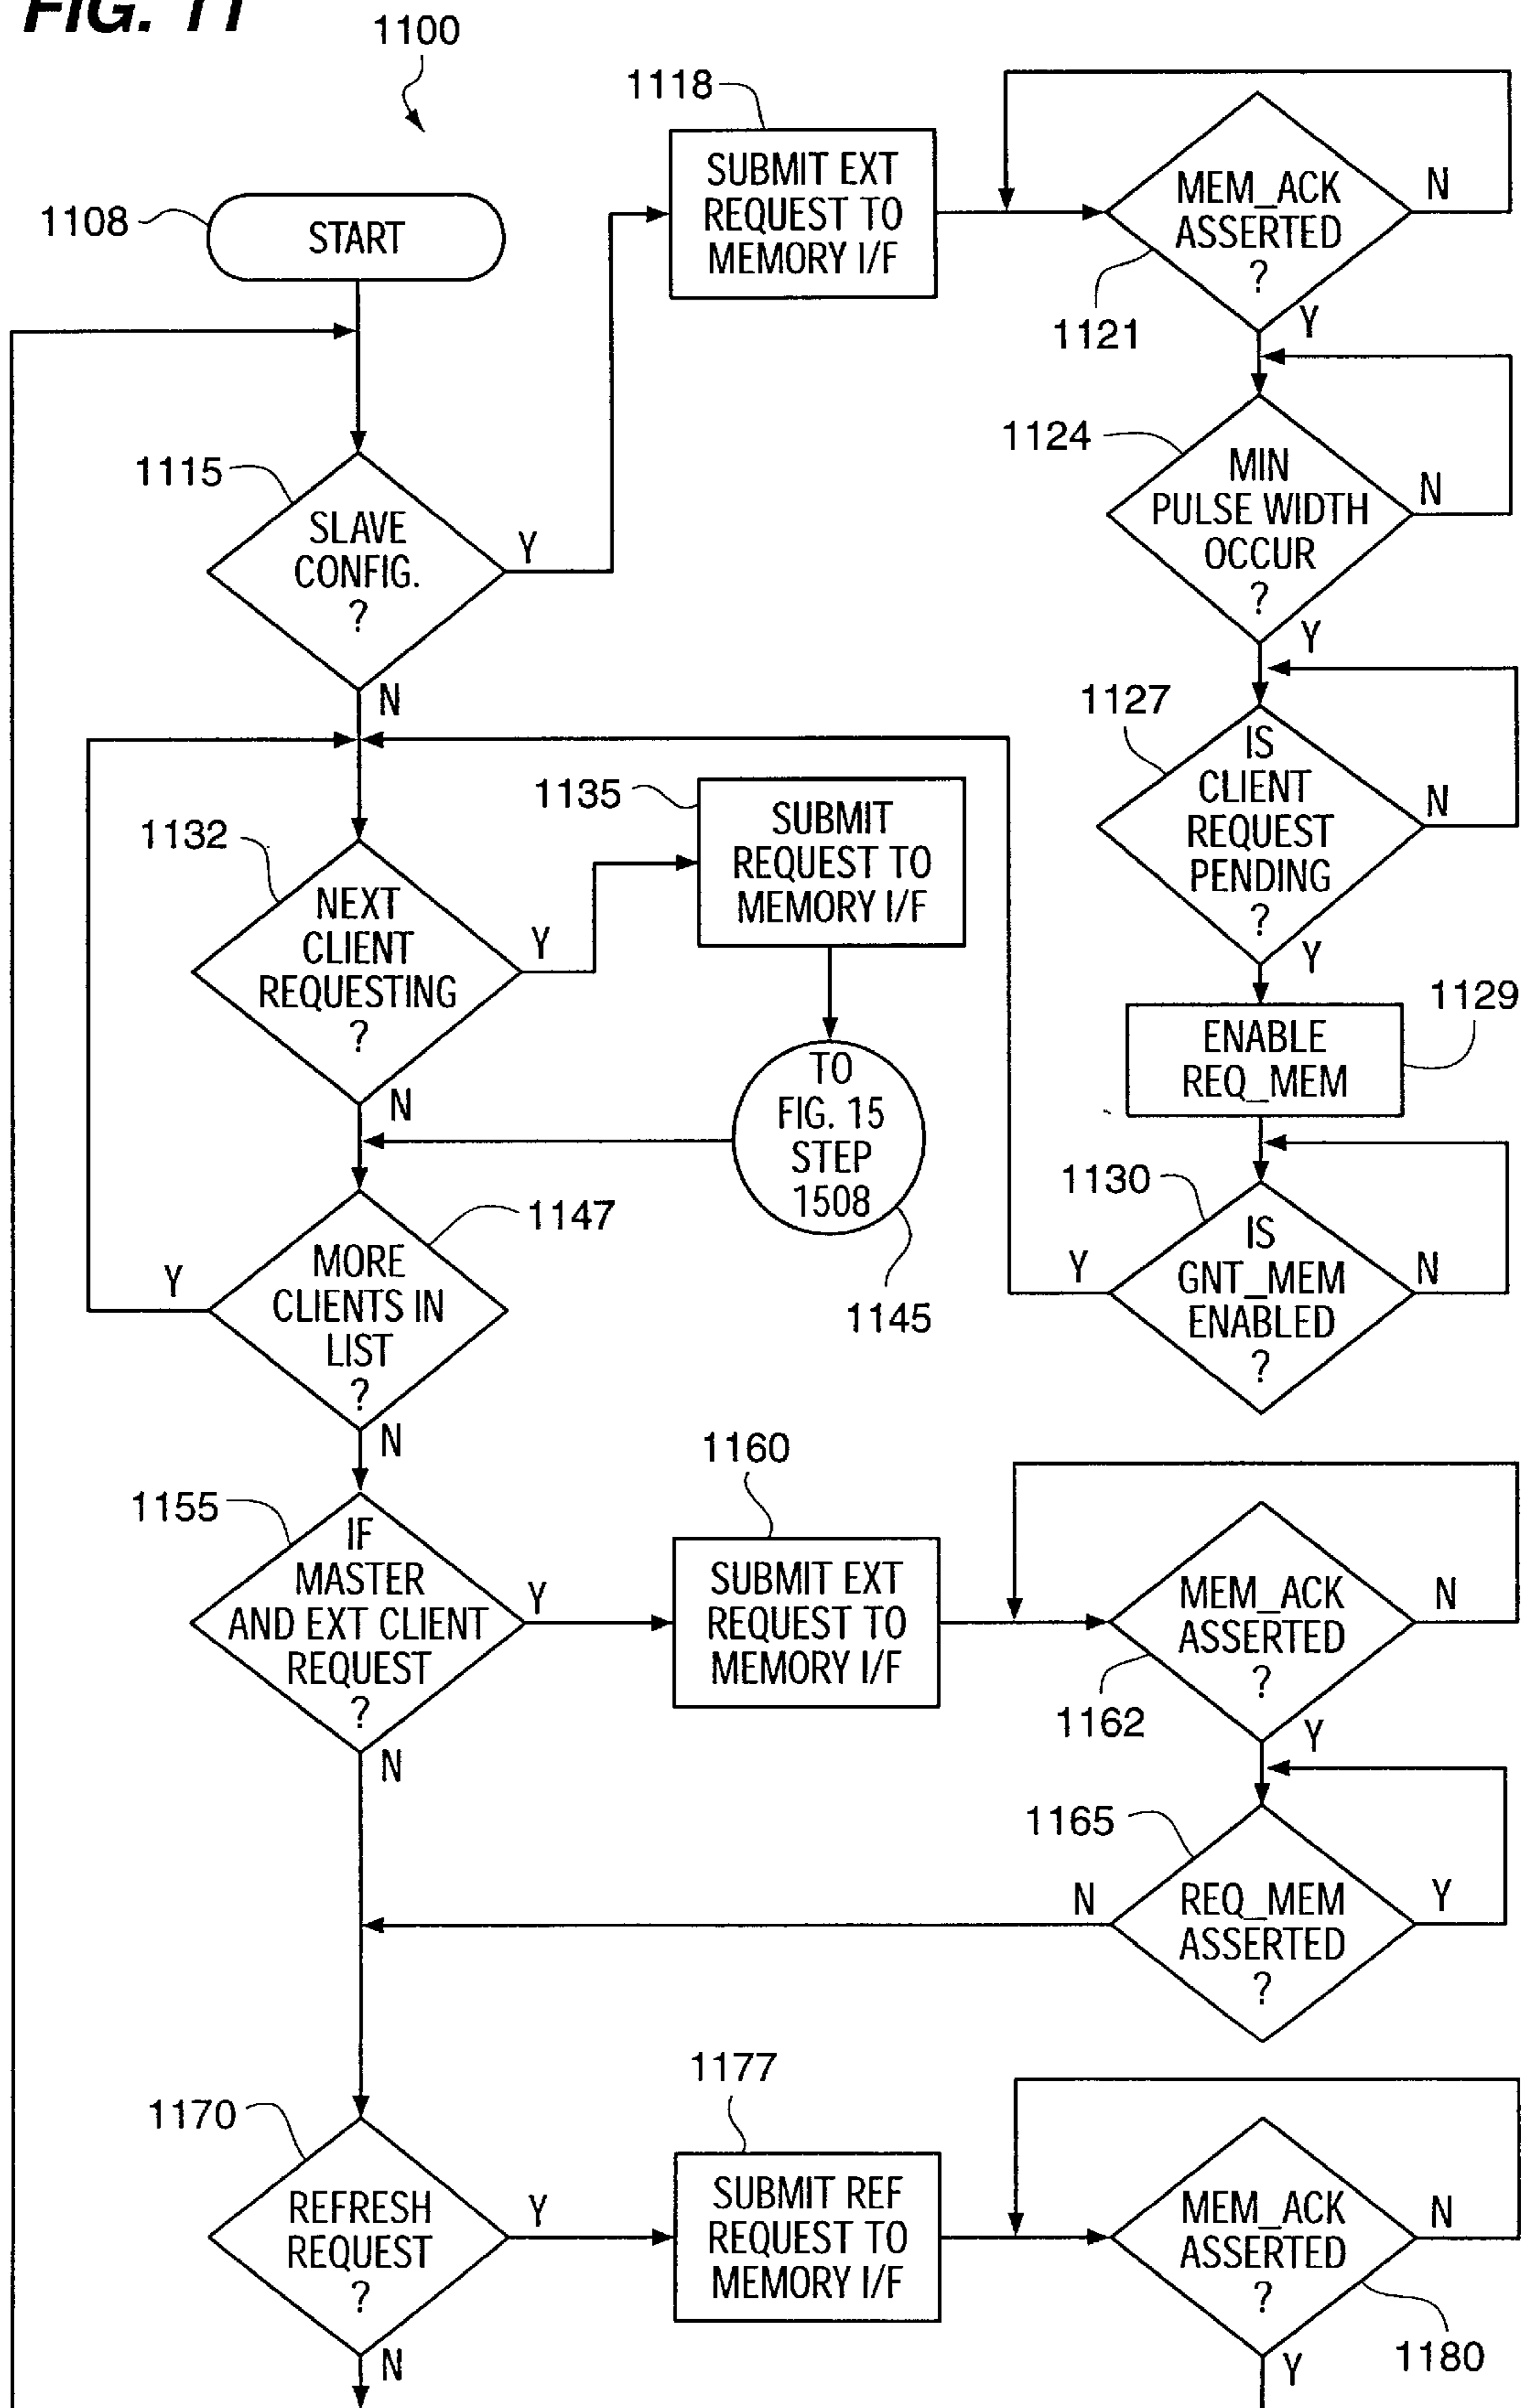 FIG. 11
1100
1108
START
1118
SUBMIT EXT
REQUEST TO
MEMORY I/F
MEM_ACK
ASSERTED
?
N
1121
Y
1115
SLAVE
CONFIG.
?
Y
N
1124
MIN
PULSE WIDTH
OCCUR
?
N
Y
1127
IS
CLIENT
REQUEST
PENDING
?
N
Y
1129
ENABLE
REQ_MEM
1130
IS
GNT_MEM
ENABLED
?
Y
N
1132
NEXT
CLIENT
REQUESTING
?
Y
N
1135
SUBMIT
REQUEST TO
MEMORY I/F
TO
FIG. 15
STEP
1508
1145
1147
MORE
CLIENTS IN
LIST
?
Y
N
1155
IF
MASTER
AND EXT CLIENT
REQUEST
?
Y
N
1160
SUBMIT EXT
REQUEST TO
MEMORY I/F
MEM_ACK
ASSERTED
?
N
1162
Y
1165
REQ_MEM
ASSERTED
?
N
Y
1170
REFRESH
REQUEST
?
Y
N
1177
SUBMIT REF
REQUEST TO
MEMORY I/F
MEM_ACK
ASSERTED
?
N
1180
Y